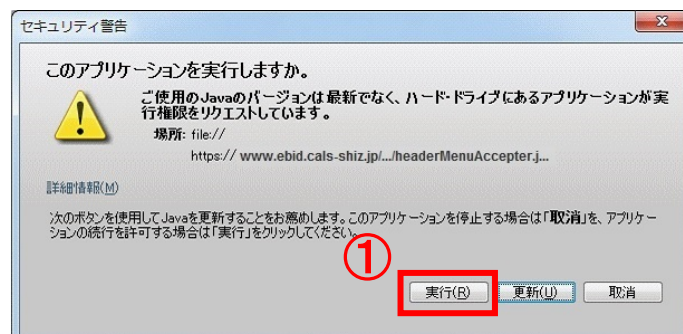 セキュリティ警告
このアプリケーションを実行しますか。
ご使用のJavaのバージョンは最新でなく、ハード・ドライブにあるアプリケーションが実
行権限をリクエストしています。
場所: file://
https:// www.ebid.cals-shiz.jp/.../headerMenuAccepter.j...
詳細情報(M)
次のボタンを使用してJavaを更新することをお薦めします。このアプリケーションを停止する場合は「取消」を、アプリケー
ションの続行を許可する場合は「実行」をクリックしてください。
①
実行(R) 更新(U) 取消